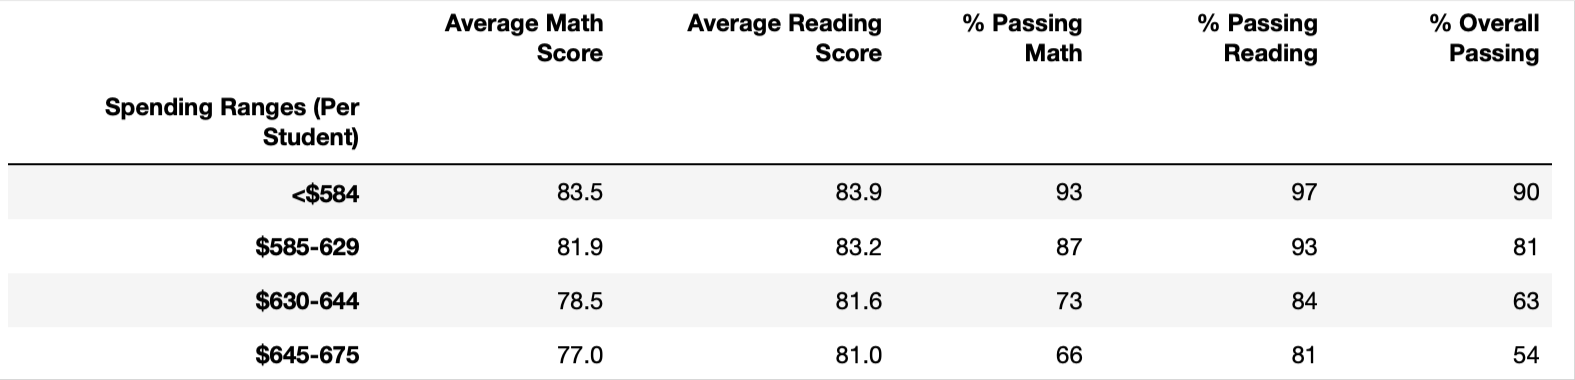 Average Math Score Average Reading Score % Passing Math % Passing Reading % Overall Passing
Spending Ranges (Per Student)
<$584 83.5 83.9 93 97 90
$585-629 81.9 83.2 87 93 81
$630-644 78.5 81.6 73 84 63
$645-675 77.0 81.0 66 81 54